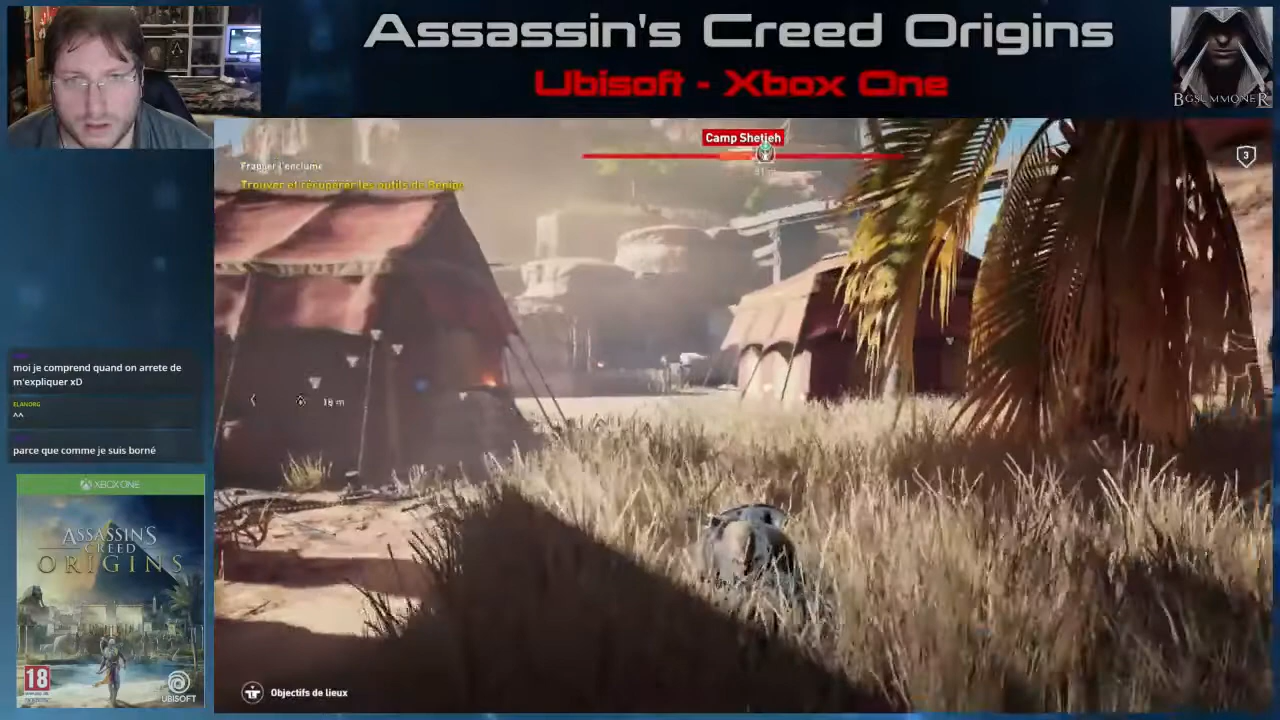 Assassin's Creed Origins
Ubisoft - Xbox One
BGSUMMONER
Camp Shetjeh
3
Frapper l'enclume
Trouver et récupérer les outils de Benipe
18 m
moi je comprend quand on arrete de
m'expliquer xD
ELANORG
^^
parce que comme je suis borné
XBOX ONE
ASSASSIN'S
CREED
ORIGINS
18
UBISOFT
Objectifs de lieux